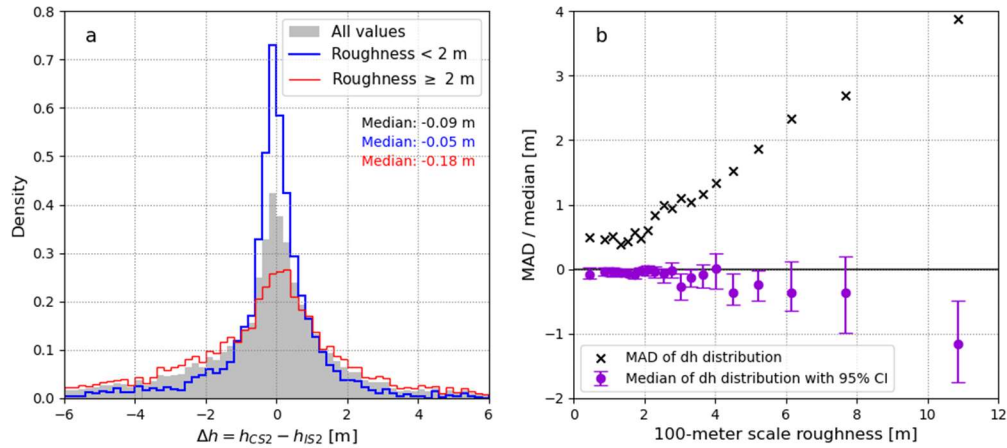 a
All values
Roughness < 2 m
Roughness ≥ 2 m
Median: -0.09 m
Median: -0.05 m
Median: -0.18 m
Density
0.8
0.7
0.6
0.5
0.4
0.3
0.2
0.1
0.0
−6 −4 −2 0 2 4 6
Δh = h_CS2 − h_IS2 [m]
b
MAD / median [m]
4
3
2
1
0
−1
−2
MAD of dh distribution
Median of dh distribution with 95% CI
0 2 4 6 8 10 12
100-meter scale roughness [m]